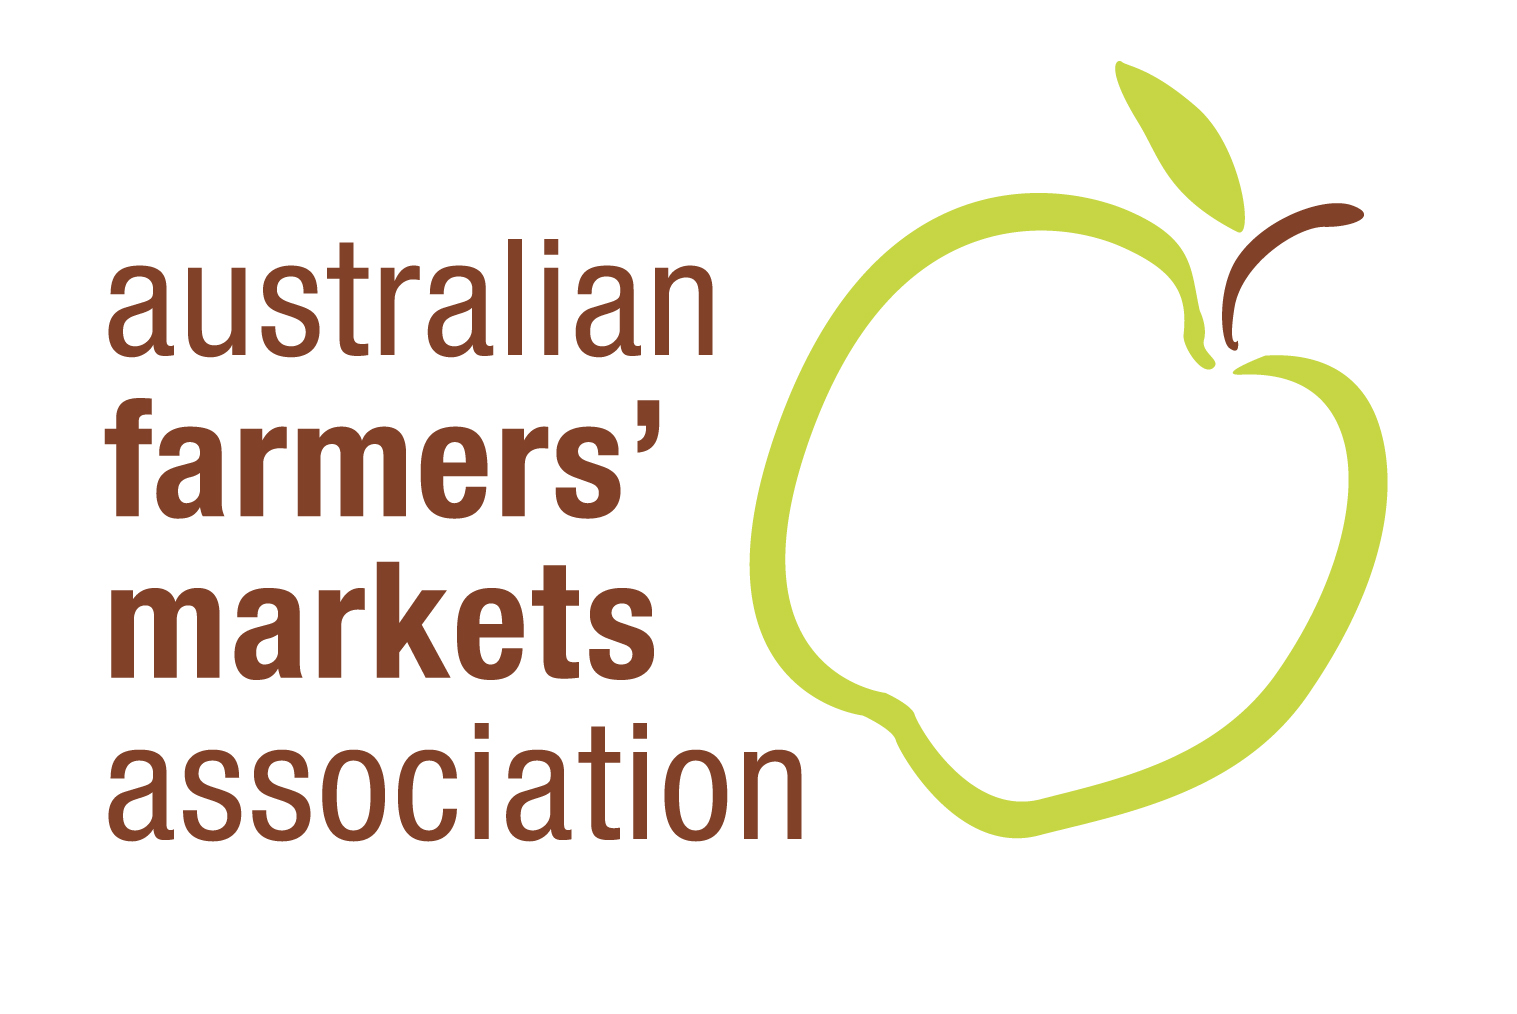 australian
farmers’
markets
association